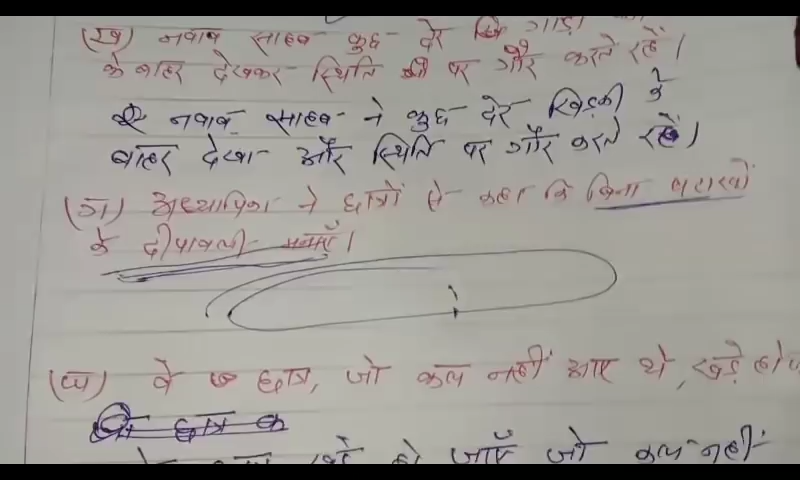 (ख) नवाब साहब कुछ देर गाड़ी
के बाहर देखकर स्थिति पर गौर करते रहें।
नवाब साहब ने कुछ देर खिड़की के
बाहर देखा और स्थिति पर गौर करते रहें।
(ग) अध्यापिका ने छात्रों से कहा कि बिना पटाखों
के दीपावली मनाएँ।
(घ) वे छात्र, जो कल नहीं आए थे, खड़े हो
छात्र क
हो जाएँ जो कल नहीं